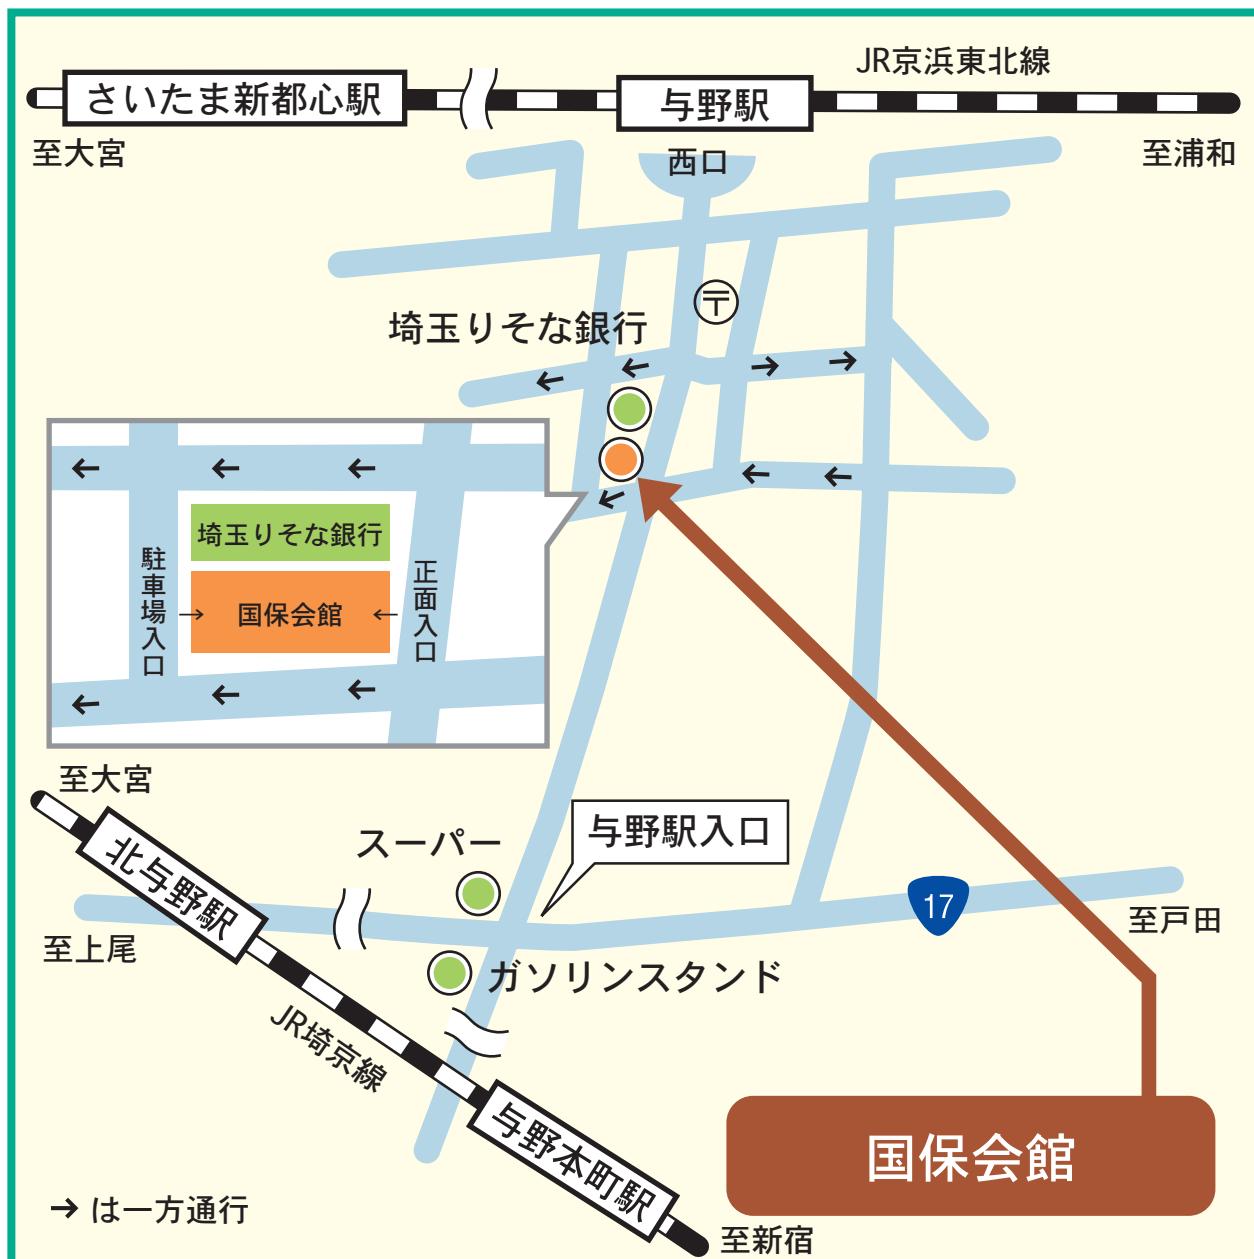 JR京浜東北線
さいたま新都心駅
与野駅
至大宮
西口
至浦和
〒
埼玉りそな銀行
埼玉りそな銀行
駐車場入口
国保会館
正面入口
至大宮
北与野駅
スーパー
与野駅入口
17
至上尾
至戸田
ガソリンスタンド
JR埼京線
与野本町駅
国保会館
→ は一方通行
至新宿